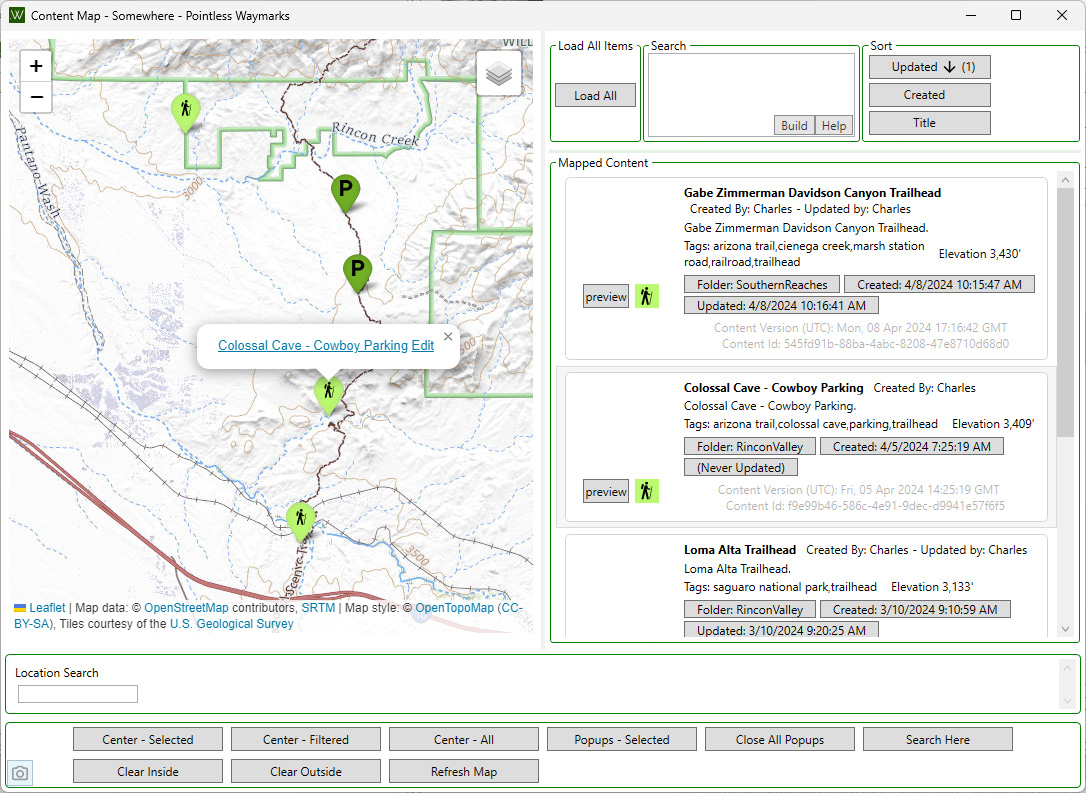 Content Map - Somewhere - Pointless Waymarks
+
−
WILL
Rincon Creek
Pantano Wash
3000
P
P
Colossal Cave - Cowboy Parking Edit
3500
Leaflet | Map data: © OpenStreetMap contributors, SRTM | Map style: © OpenTopoMap (CC-
BY-SA), Tiles courtesy of the U.S. Geological Survey
Load All Items
Load All
Search
Build
Help
Sort
Updated ↓ (1)
Created
Title
Mapped Content
Gabe Zimmerman Davidson Canyon Trailhead
Created By: Charles - Updated by: Charles
Gabe Zimmerman Davidson Canyon Trailhead.
Tags: arizona trail,cienega creek,marsh station
road,railroad,trailhead
Elevation 3,430'
preview
Folder: SouthernReaches
Created: 4/8/2024 10:15:47 AM
Updated: 4/8/2024 10:16:41 AM
Content Version (UTC): Mon, 08 Apr 2024 17:16:42 GMT
Content Id: 545fd91b-88ba-4abc-8208-47e8710d68d0
Colossal Cave - Cowboy Parking Created By: Charles
Colossal Cave - Cowboy Parking.
Tags: arizona trail,colossal cave,parking,trailhead Elevation 3,409'
Folder: RinconValley
Created: 4/5/2024 7:25:19 AM
(Never Updated)
preview
Content Version (UTC): Fri, 05 Apr 2024 14:25:19 GMT
Content Id: f9e99b46-586c-4e91-9dec-d9941e57f6f5
Loma Alta Trailhead Created By: Charles - Updated by: Charles
Loma Alta Trailhead.
Tags: saguaro national park,trailhead Elevation 3,133'
Folder: RinconValley
Created: 3/10/2024 9:10:59 AM
Updated: 3/10/2024 9:20:25 AM
Location Search
Center - Selected
Center - Filtered
Center - All
Popups - Selected
Close All Popups
Search Here
Clear Inside
Clear Outside
Refresh Map